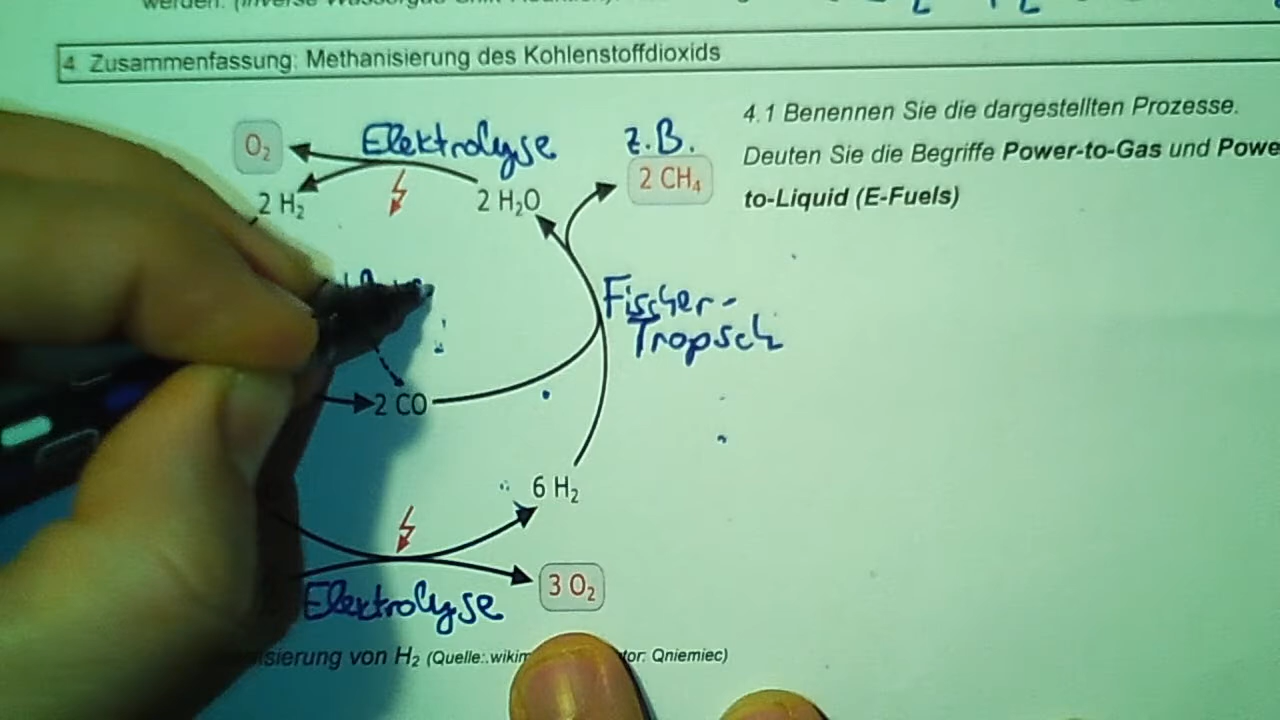 4 Zusammenfassung: Methanisierung des Kohlenstoffdioxids
4.1 Benennen Sie die dargestellten Prozesse.
Deuten Sie die Begriffe Power-to-Gas und Powe
to-Liquid (E-Fuels)
O₂
Elektrolyse
z.B.
2 CH₄
2 H₂
2 H₂O
Fischer-
Tropsch
2 CO
6 H₂
3 O₂
Elektrolyse
sierung von H₂ (Quelle: wikim tor: Qniemiec)